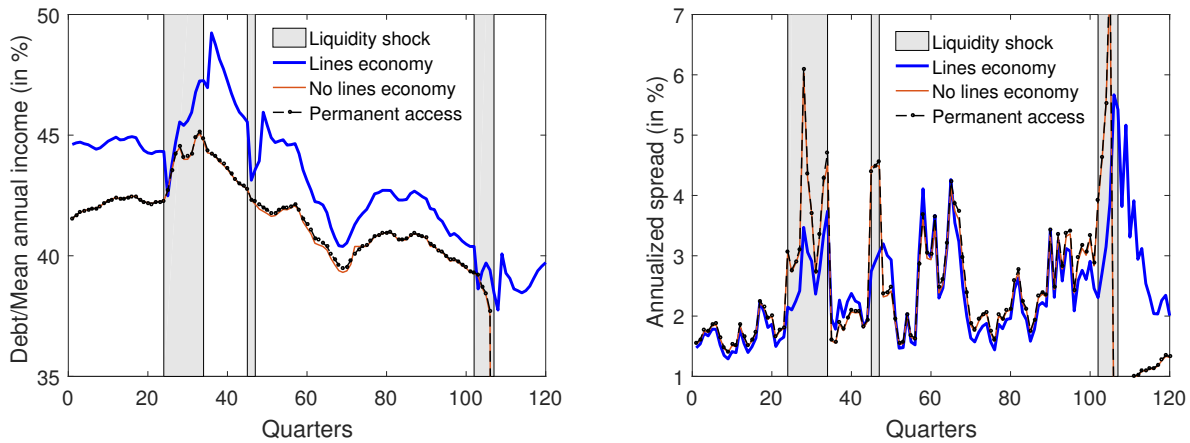 Debt/Mean annual income (in %)
50
45
40
35
0 20 40 60 80 100 120
Quarters
Liquidity shock
Lines economy
No lines economy
Permanent access
Annualized spread (in %)
7
6
5
4
3
2
1
0 20 40 60 80 100 120
Quarters
Liquidity shock
Lines economy
No lines economy
Permanent access